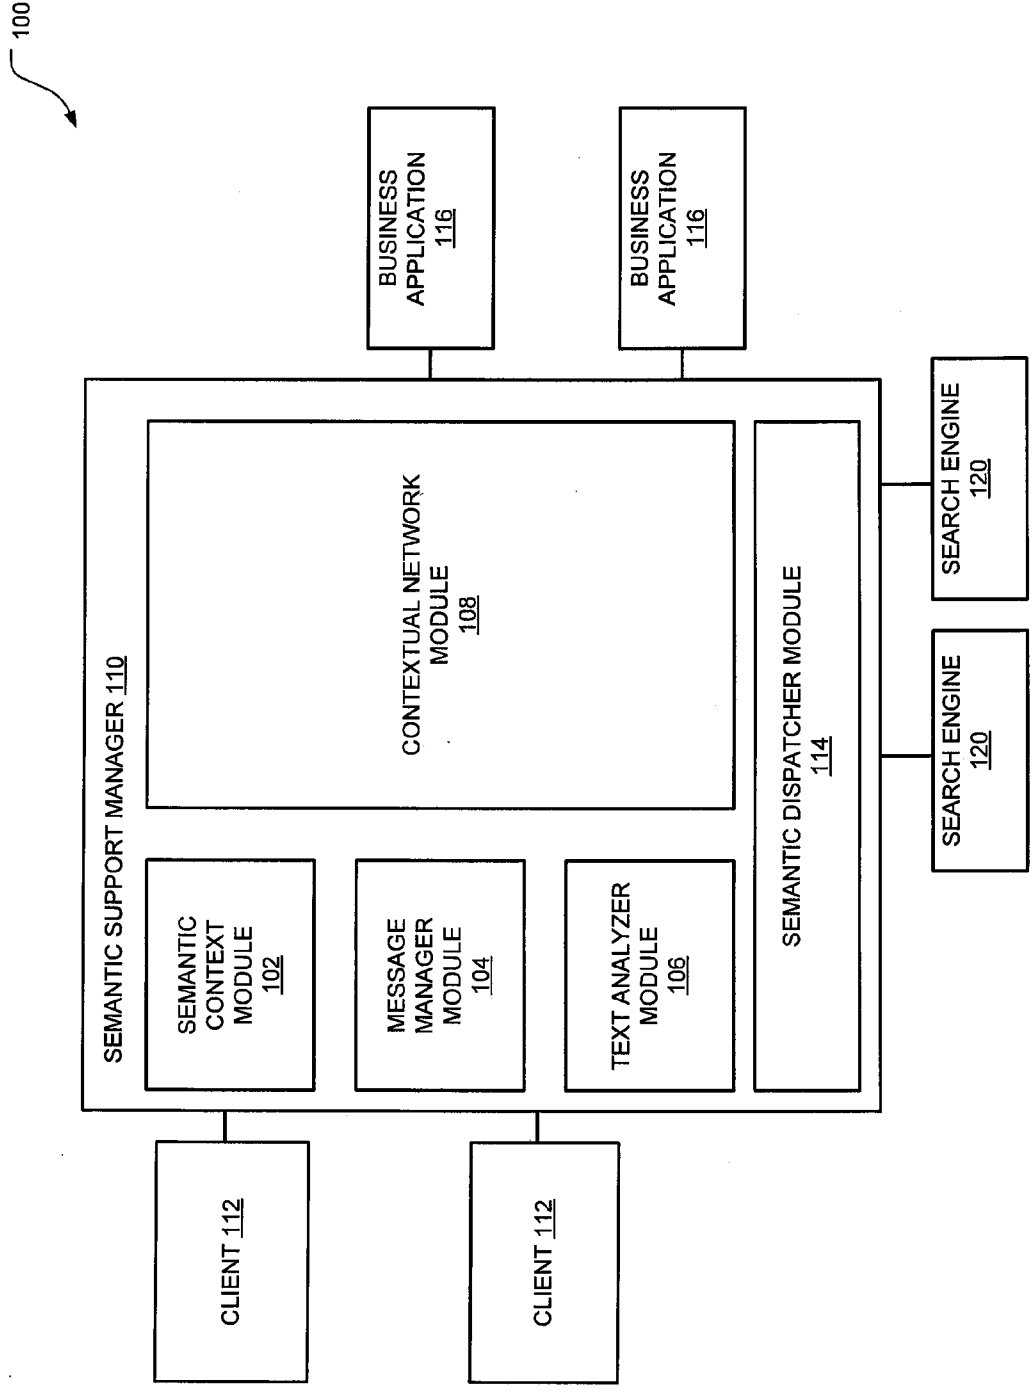 100
SEMANTIC SUPPORT MANAGER 110
SEMANTIC
CONTEXT
MODULE
102
MESSAGE
MANAGER
MODULE
104
TEXT ANALYZER
MODULE
106
CONTEXTUAL NETWORK
MODULE
108
SEMANTIC DISPATCHER MODULE
114
CLIENT 112
CLIENT 112
BUSINESS
APPLICATION
116
BUSINESS
APPLICATION
116
SEARCH ENGINE
120
SEARCH ENGINE
120